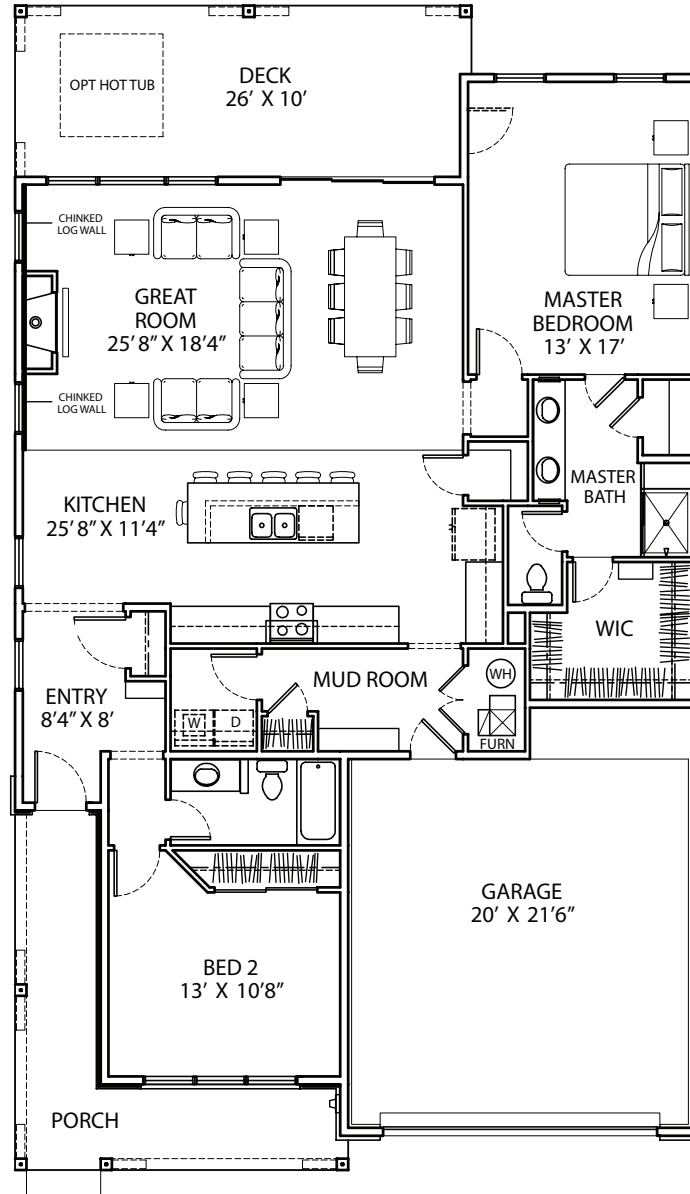 OPT HOT TUB
DECK
26’ X 10’
CHINKED
LOG WALL
GREAT
ROOM
25’8” X 18’4”
MASTER
BEDROOM
13’ X 17’
CHINKED
LOG WALL
KITCHEN
25’8” X 11’4”
MASTER
BATH
WIC
MUD ROOM
WH
FURN
ENTRY
8’4” X 8’
W
D
GARAGE
20’ X 21’6”
BED 2
13’ X 10’8”
PORCH